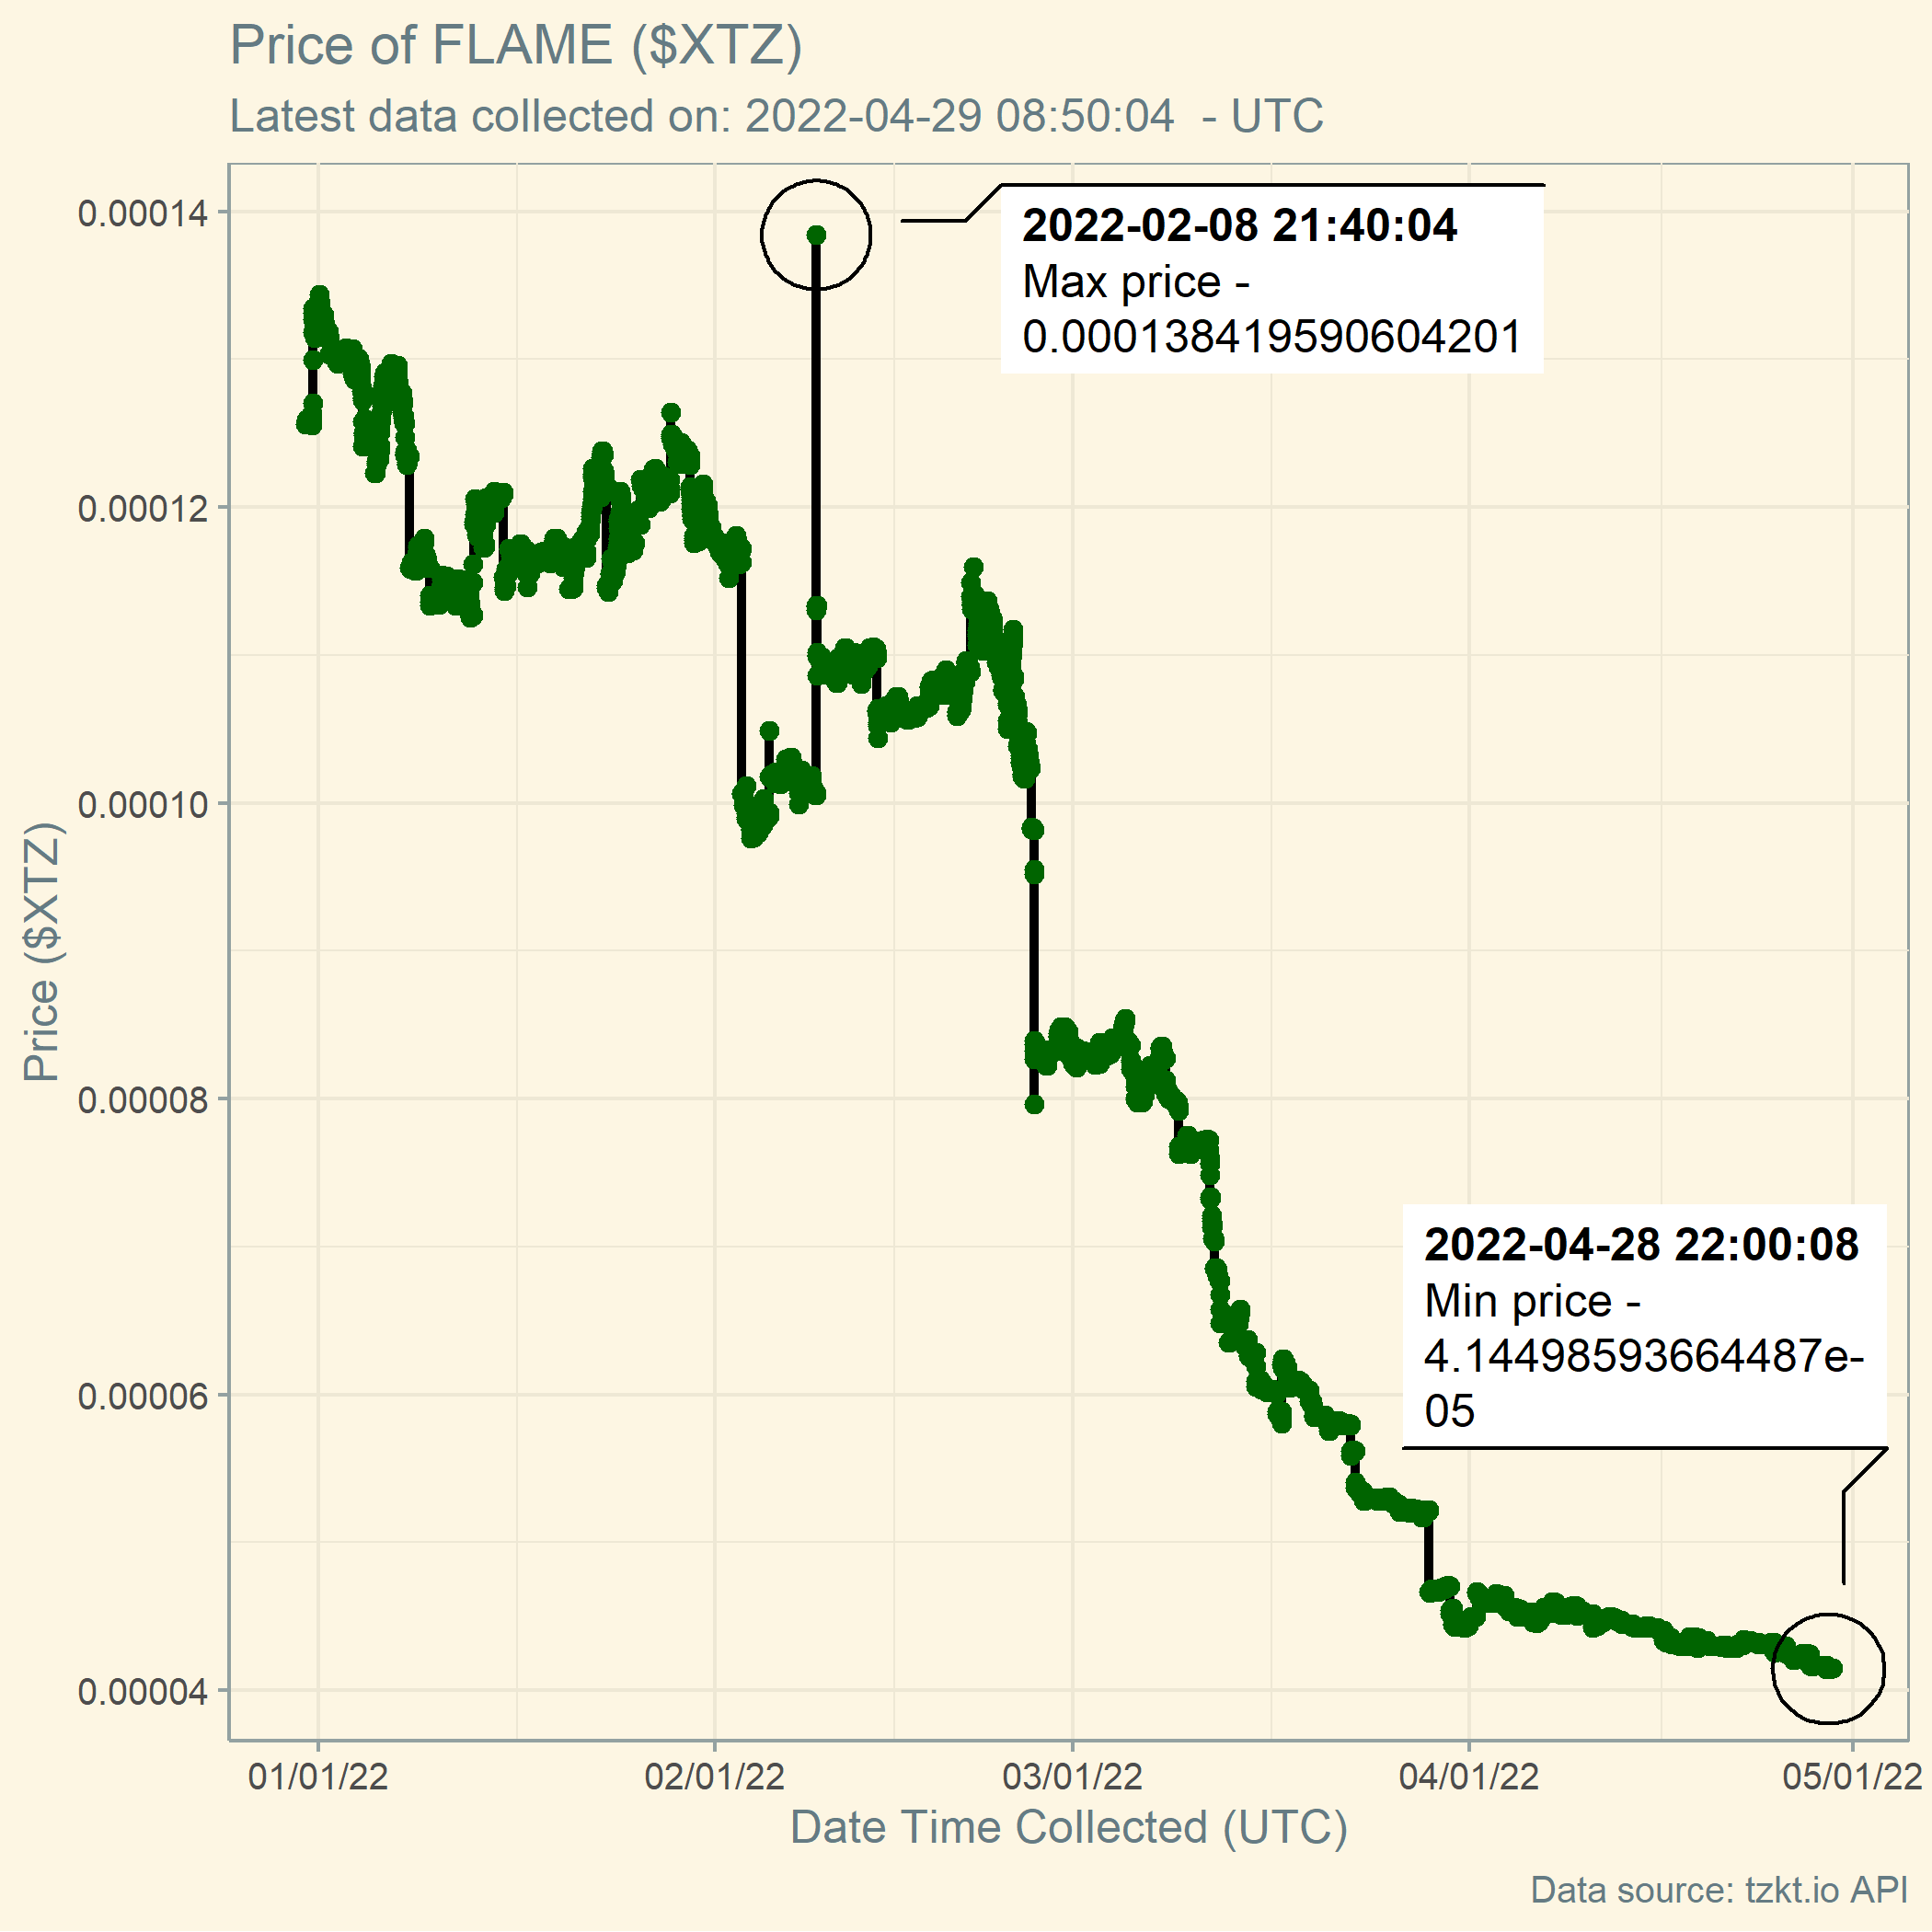 Price of FLAME ($XTZ)
Latest data collected on: 2022-04-29 08:50:04  - UTC
2022-02-08 21:40:04
Max price -
0.000138419590604201
2022-04-28 22:00:08
Min price -
4.14498593664487e-
05
Price ($XTZ)
0.00014
0.00012
0.00010
0.00008
0.00006
0.00004
01/01/22
02/01/22
03/01/22
04/01/22
05/01/22
Date Time Collected (UTC)
Data source: tzkt.io API